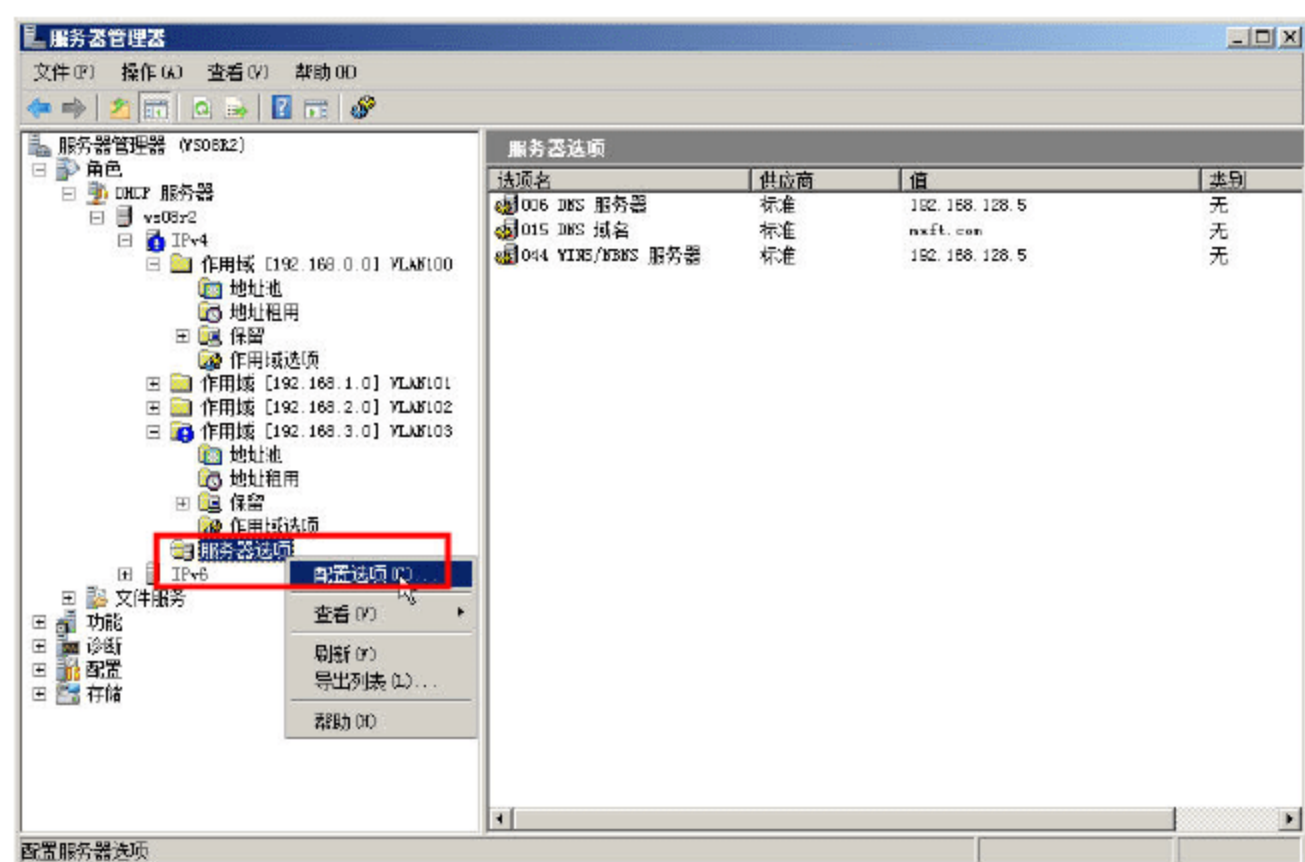 服务器管理器
文件(F) 操作(A) 查看(V) 帮助(H)
服务器管理器 (VS08R2)
角色
DHCP 服务器
vs08r2
IPv4
作用域 [192.168.0.0] VLAN100
地址池
地址租用
保留
作用域选项
作用域 [192.168.1.0] VLAN101
作用域 [192.168.2.0] VLAN102
作用域 [192.168.3.0] VLAN103
地址池
地址租用
保留
作用域选项
服务器选项
IPv6
文件服务
功能
诊断
配置
存储
配置选项(C)...
查看(V)
刷新(F)
导出列表(L)...
帮助(H)
服务器选项
选项名 供应商 值 类别
006 DNS 服务器 标准 192.168.128.5 无
015 DNS 域名 标准 msft.com 无
044 WINS/NBNS 服务器 标准 192.168.128.5 无
配置服务器选项